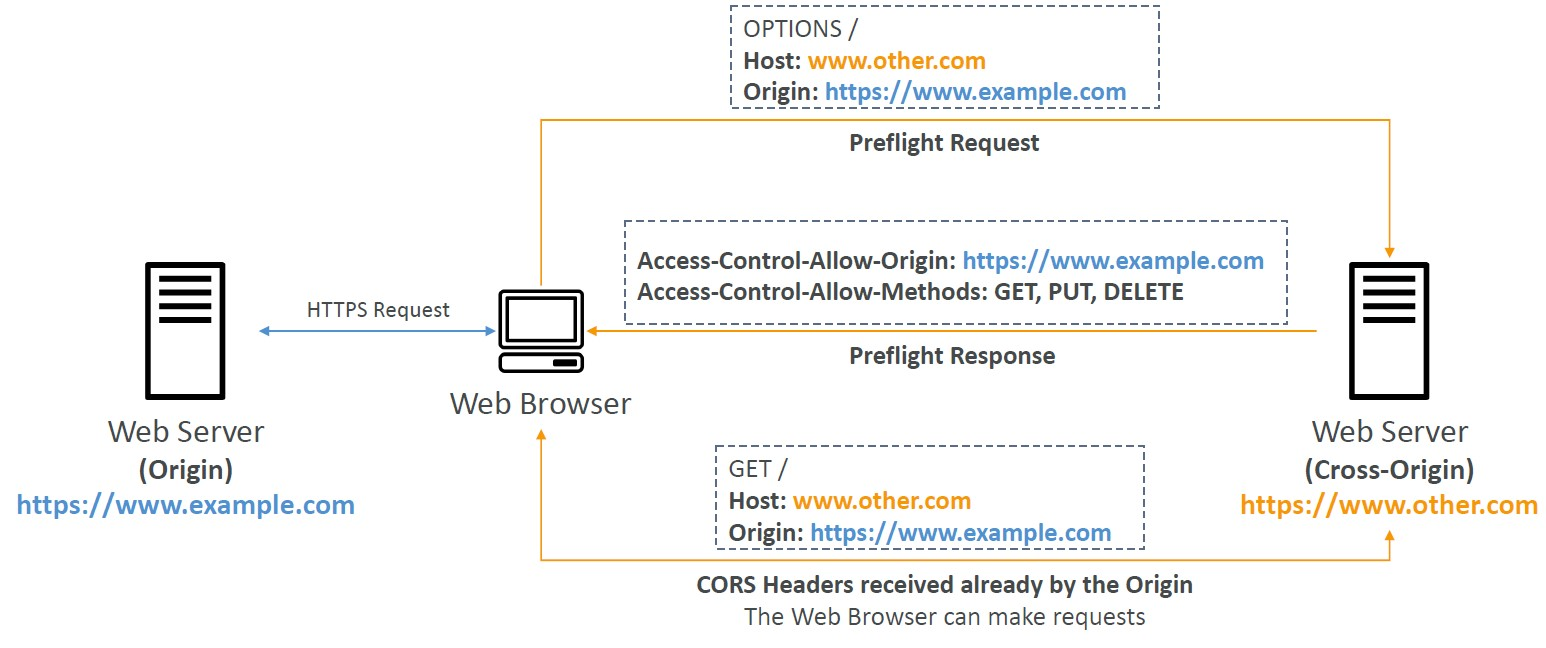 OPTIONS /
Host: www.other.com
Origin: https://www.example.com
Preflight Request
Access-Control-Allow-Origin: https://www.example.com
Access-Control-Allow-Methods: GET, PUT, DELETE
HTTPS Request
Preflight Response
Web Browser
Web Server
(Origin)
https://www.example.com
Web Server
(Cross-Origin)
https://www.other.com
GET /
Host: www.other.com
Origin: https://www.example.com
CORS Headers received already by the Origin
The Web Browser can make requests